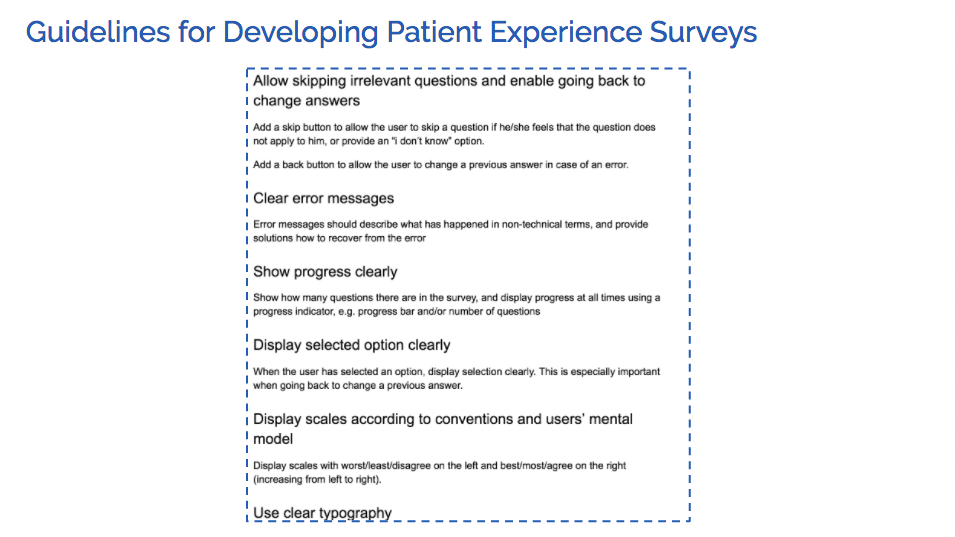 Guidelines for Developing Patient Experience Surveys
Allow skipping irrelevant questions and enable going back to
change answers
Add a skip button to allow the user to skip a question if he/she feels that the question does
not apply to him, or provide an "i don't know" option.
Add a back button to allow the user to change a previous answer in case of an error.
Clear error messages
Error messages should describe what has happened in non-technical terms, and provide
solutions how to recover from the error
Show progress clearly
Show how many questions there are in the survey, and display progress at all times using a
progress indicator, e.g. progress bar and/or number of questions
Display selected option clearly
When the user has selected an option, display selection clearly. This is especially important
when going back to change a previous answer.
Display scales according to conventions and users' mental
model
Display scales with worst/least/disagree on the left and best/most/agree on the right
(increasing from left to right).
Use clear typography